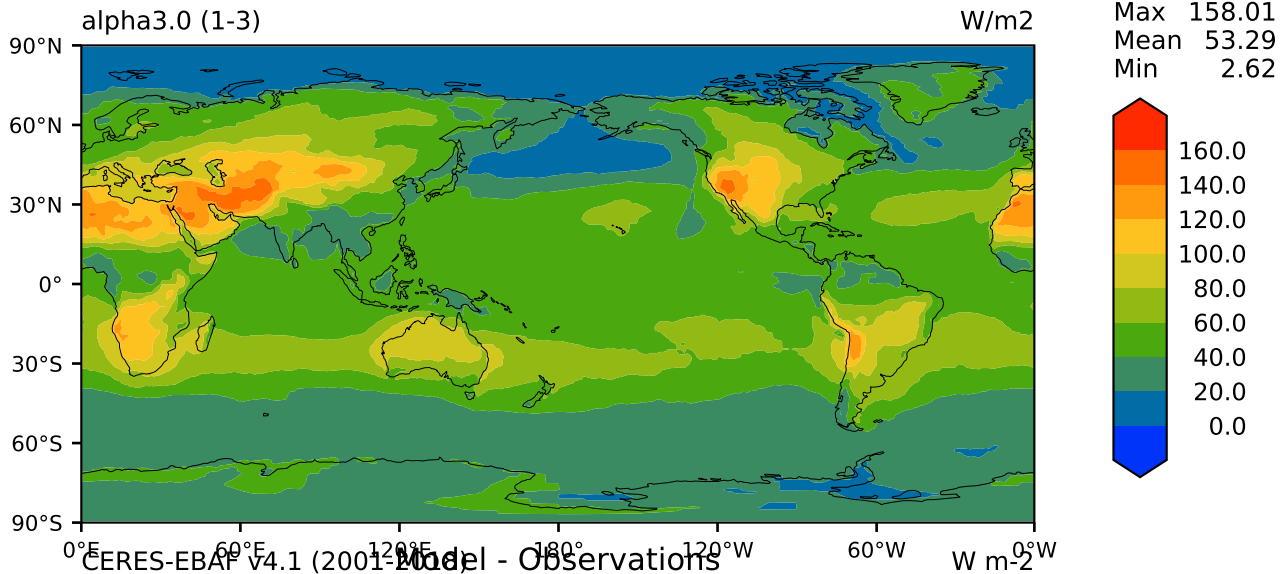 alpha3.0 (1-3) W/m2
Max 158.01
Mean 53.29
Min 2.62
90°N
60°N
30°N
0°
30°S
60°S
90°S
160.0
140.0
120.0
100.0
80.0
60.0
40.0
20.0
0.0
0°E 60°E 120°E 180° 120°W 60°W 0°W
CERES-EBAF v4.1 (2001-2018) Model - Observations W m-2